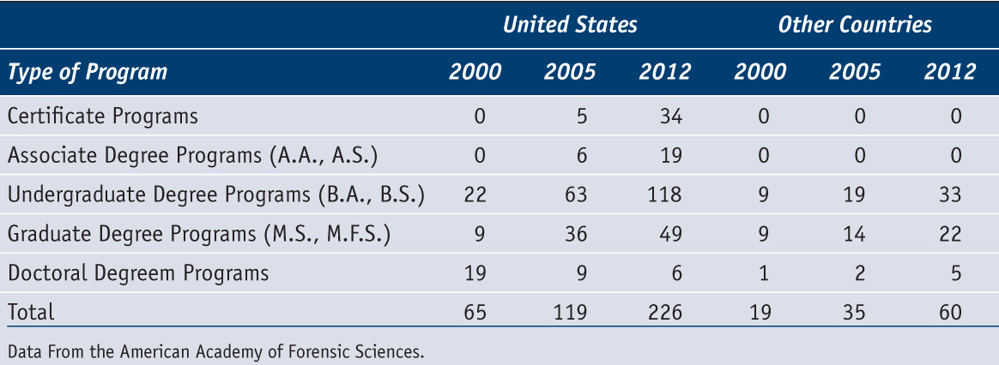 United States Other Countries
Type of Program 2000 2005 2012 2000 2005 2012
Certificate Programs 0 5 34 0 0 0
Associate Degree Programs (A.A., A.S.) 0 6 19 0 0 0
Undergraduate Degree Programs (B.A., B.S.) 22 63 118 9 19 33
Graduate Degree Programs (M.S., M.F.S.) 9 36 49 9 14 22
Doctoral Degreem Programs 19 9 6 1 2 5
Total 65 119 226 19 35 60
Data From the American Academy of Forensic Sciences.